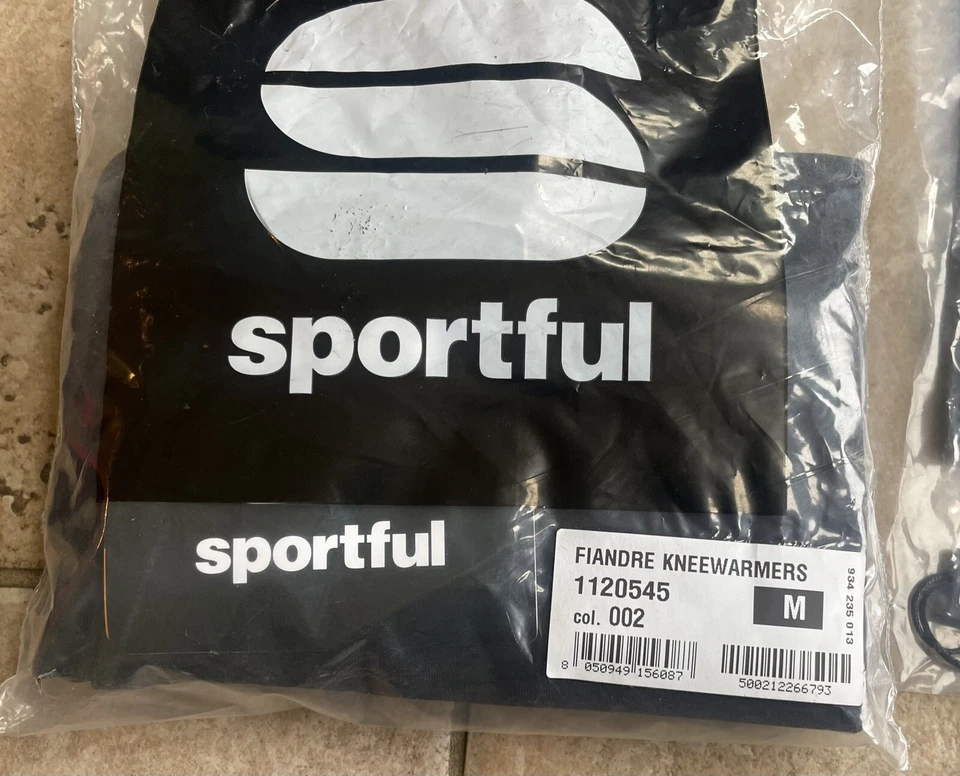 sportful
sportful
FIANDRE KNEEWARMERS
1120545
M
col. 002
934 235 013
8 050949 156087
500212266793